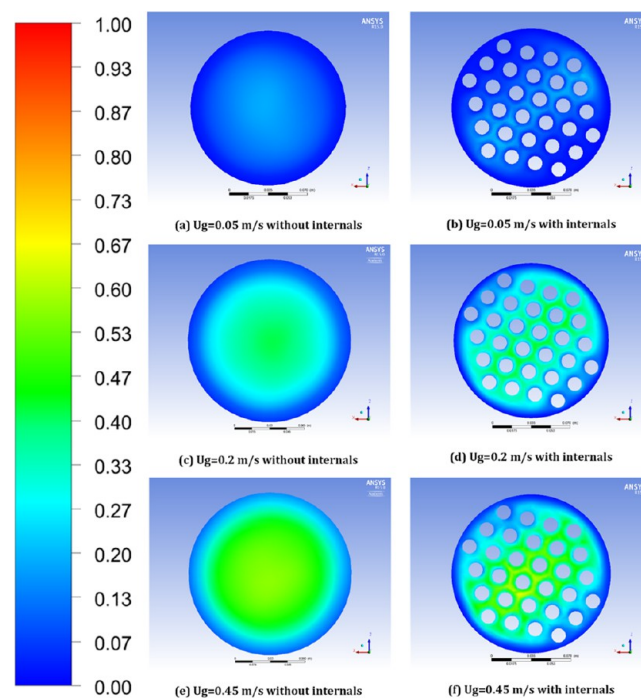 1.00
0.93
0.87
0.80
0.73
0.67
0.60
0.53
0.47
0.40
0.33
0.27
0.20
0.13
0.07
0.00
ANSYS
ANSYS
(a) Ug=0.05 m/s without internals
(b) Ug=0.05 m/s with internals
ANSYS
ANSYS
(c) Ug=0.2 m/s without internals
(d) Ug=0.2 m/s with internals
ANSYS
ANSYS
(e) Ug=0.45 m/s without internals
(f) Ug=0.45 m/s with internals